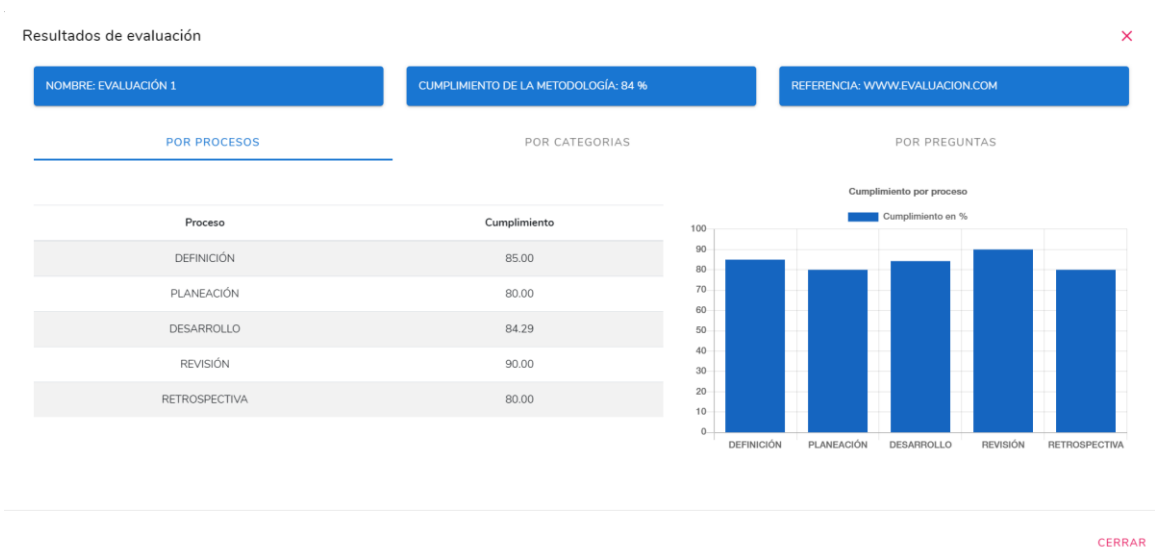 Resultados de evaluación ×
NOMBRE: EVALUACIÓN 1
CUMPLIMIENTO DE LA METODOLOGÍA: 84 %
REFERENCIA: WWW.EVALUACION.COM
POR PROCESOS
POR CATEGORIAS
POR PREGUNTAS
Proceso Cumplimiento
DEFINICIÓN 85.00
PLANEACIÓN 80.00
DESARROLLO 84.29
REVISIÓN 90.00
RETROSPECTIVA 80.00
Cumplimiento por proceso
Cumplimiento en %
100
90
80
70
60
50
40
30
20
10
0
DEFINICIÓN PLANEACIÓN DESARROLLO REVISIÓN RETROSPECTIVA
CERRAR